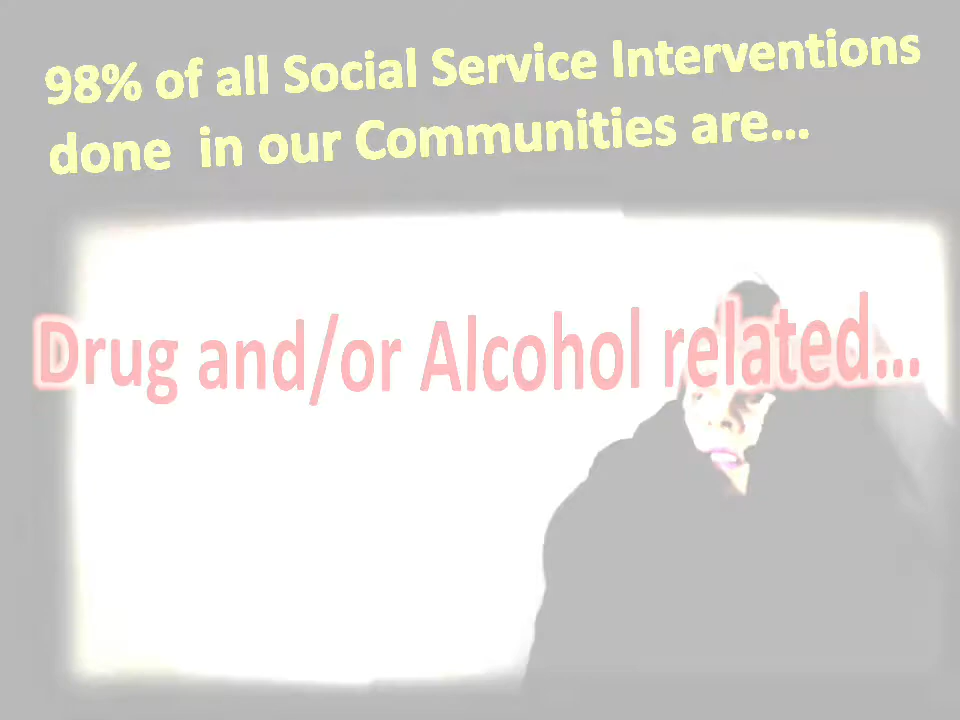 98% of all Social Service Interventions
done in our Communities are...
Drug and/or Alcohol related...